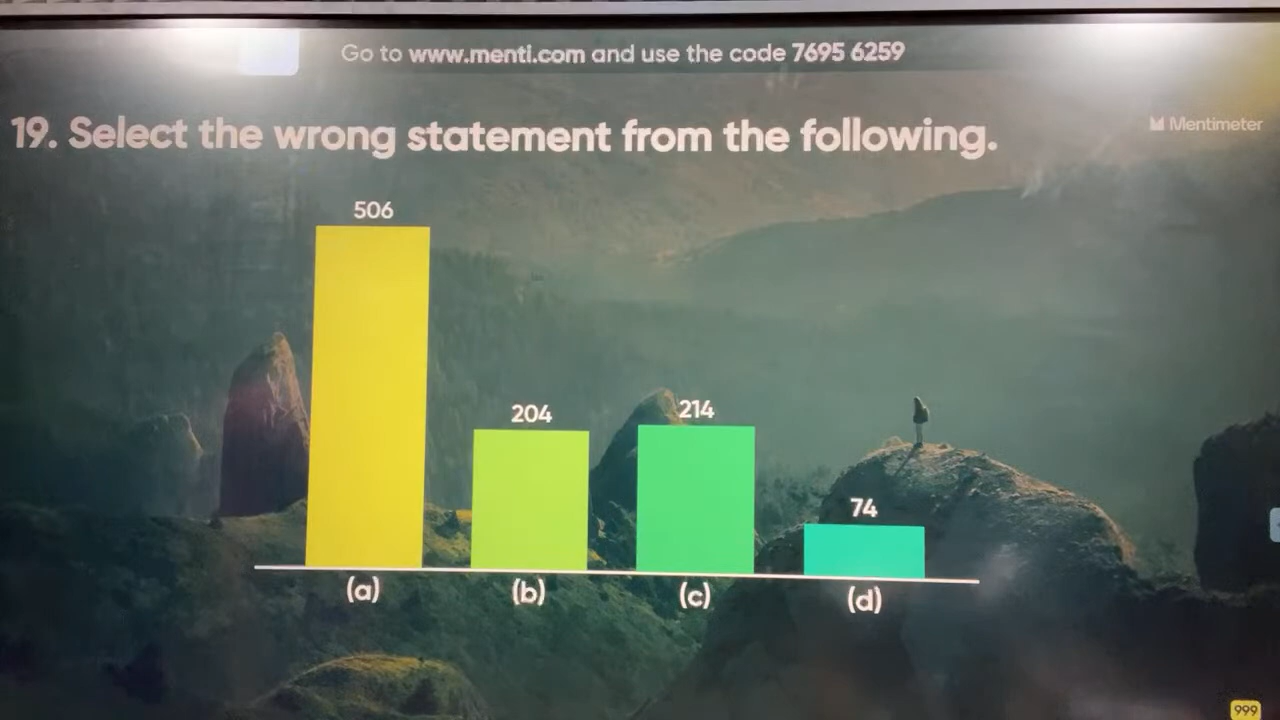 Go to www.menti.com and use the code 7695 6259
19. Select the wrong statement from the following.
Mentimeter
506
204
214
74
(a)
(b)
(c)
(d)
999